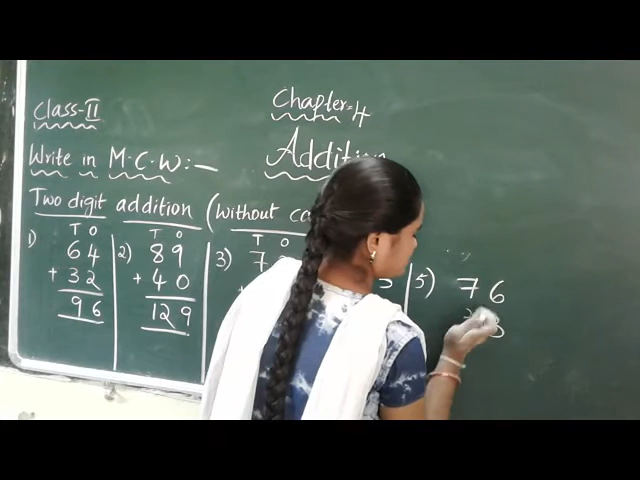 Class-II
Chapter-4
Addition
Write in M.C.W:-
Two digit addition (without
T O
1) 64
+ 32
96
T O
2) 89
+ 40
129
T O
3) 7
5) 76